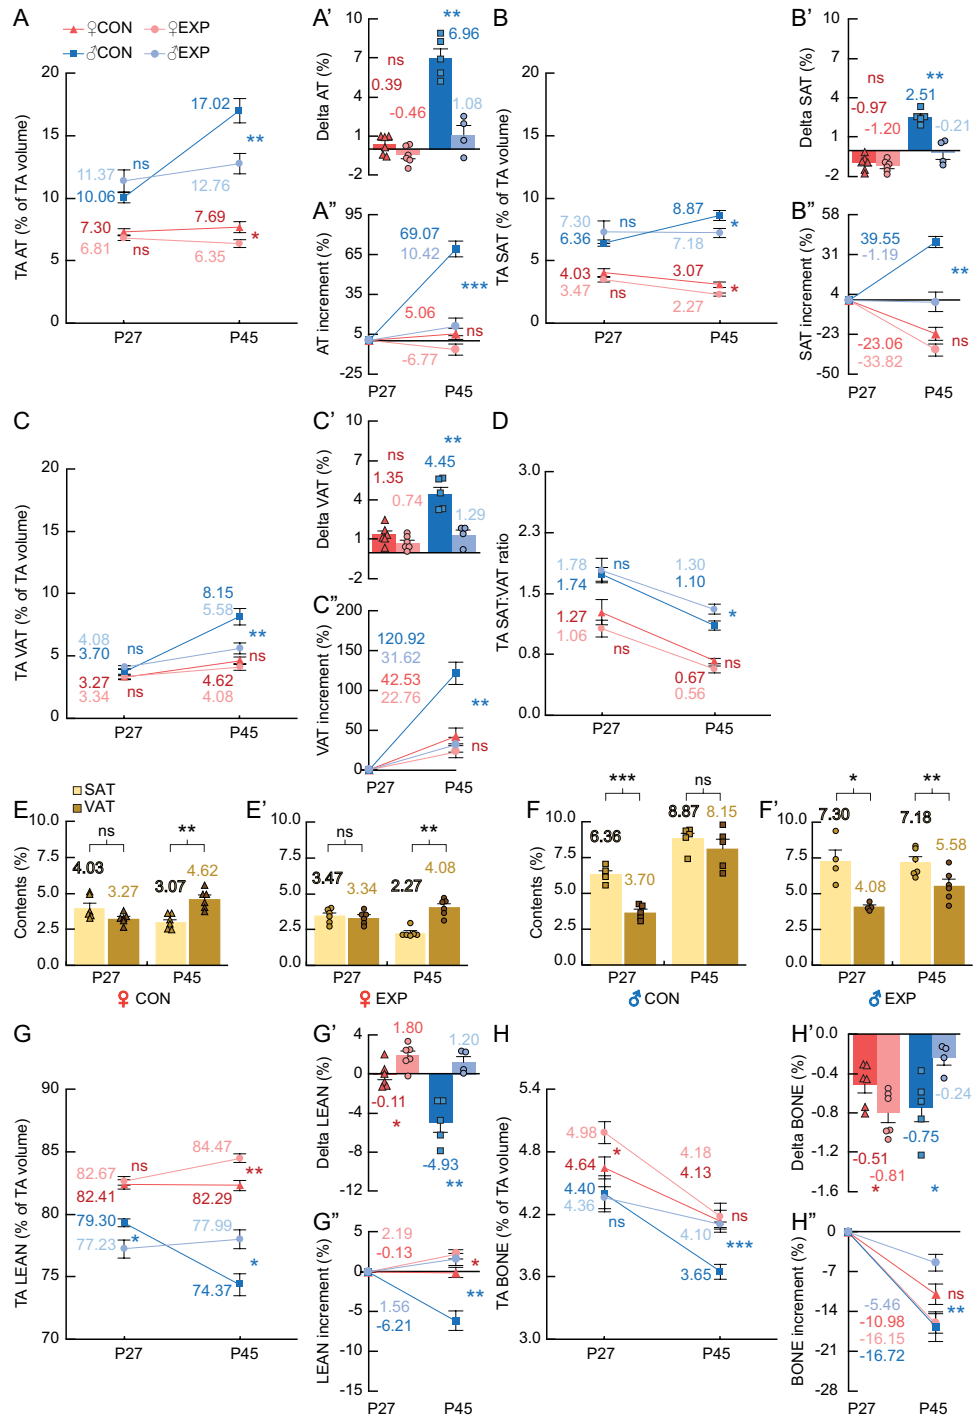 A
♀CON ♀EXP
♂CON ♂EXP
TA AAT (% of TA volume)
20
15
10
5
0
17.02
**
11.37
ns
10.06
12.76
7.30
7.69
*
6.81
ns
6.35
P27 P45
A'
Delta AT (%)
10
7
4
1
-2
**
6.96
ns
0.39
-0.46
1.08
A"
AT increment (%)
95
65
35
5
-25
69.07
10.42
***
5.06
ns
-6.77
P27 P45
B
TA SAT (% of TA volume)
20
15
10
5
0
7.30
ns
8.87
6.36
7.18
*
4.03
3.07
3.47
ns
2.27
*
P27 P45
B'
Delta SAT (%)
10
7
4
1
-2
ns
**
-0.97
2.51
-1.20
-0.21
B"
SAT increment (%)
58
31
4
-23
-50
39.55
-1.19
**
-23.06
ns
-33.82
P27 P45
C
TA VAT (% of TA volume)
20
15
10
5
0
8.15
5.58
4.08
ns
**
3.70
ns
3.27
ns
4.62
3.34
4.08
P27 P45
C'
Delta VAT (%)
10
7
4
1
-2
**
ns
4.45
1.35
0.74
1.29
C"
VAT increment (%)
200
150
100
50
0
120.92
31.62
42.53
22.76
**
ns
P27 P45
D
TA SAT:VAT ratio
3.0
2.3
1.5
0.8
0.0
1.78
ns
1.30
1.74
1.10
*
1.27
1.06
ns
0.67
0.56
P27 P45
SAT
VAT
E
Contents (%)
10.0
7.5
5.0
2.5
0.0
ns
**
4.03
3.27
3.07
4.62
P27 P45
♀ CON
E'
10.0
7.5
5.0
2.5
0.0
ns
**
3.47
3.34
2.27
4.08
P27 P45
♀ EXP
F
Contents (%)
10.0
7.5
5.0
2.5
0.0
***
ns
6.36
3.70
8.87
8.15
P27 P45
♂ CON
F'
10.0
7.5
5.0
2.5
0.0
*
**
7.30
4.08
7.18
5.58
P27 P45
♂ EXP
G
TA LEAN (% of TA volume)
90
85
80
75
70
82.67
ns
84.47
**
82.41
82.29
79.30
*
77.99
77.23
*
74.37
P27 P45
G'
Delta LEAN (%)
4
0
-4
-8
-12
1.80
1.20
-0.11
*
-4.93
**
G"
LEAN increment (%)
5
0
-5
-10
-15
2.19
-0.13
*
**
1.56
-6.21
P27 P45
H
TA BONE (% of TA volume)
5.4
4.8
4.2
3.6
3.0
4.98
*
4.18
4.64
4.13
4.40
ns
4.36
ns
4.10
***
3.65
P27 P45
H'
Delta BONE (%)
0.0
-0.4
-0.8
-1.2
-1.6
-0.24
-0.75
-0.51
-0.81
*
*
H"
BONE increment (%)
0
-7
-14
-21
-28
ns
-5.46
**
-10.98
-16.15
-16.72
P27 P45